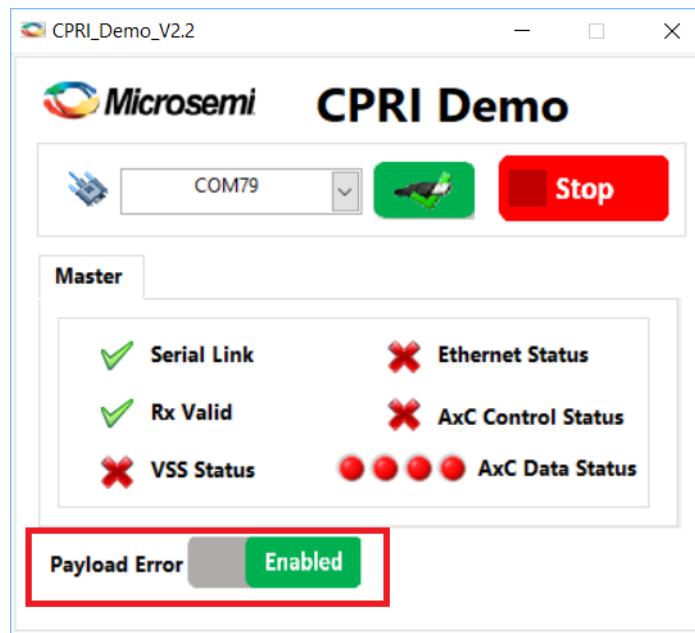 CPRI_Demo_V2.2
Microsemi CPRI Demo
COM79 Stop
Master
Serial Link Ethernet Status
Rx Valid AxC Control Status
VSS Status AxC Data Status
Payload Error Enabled